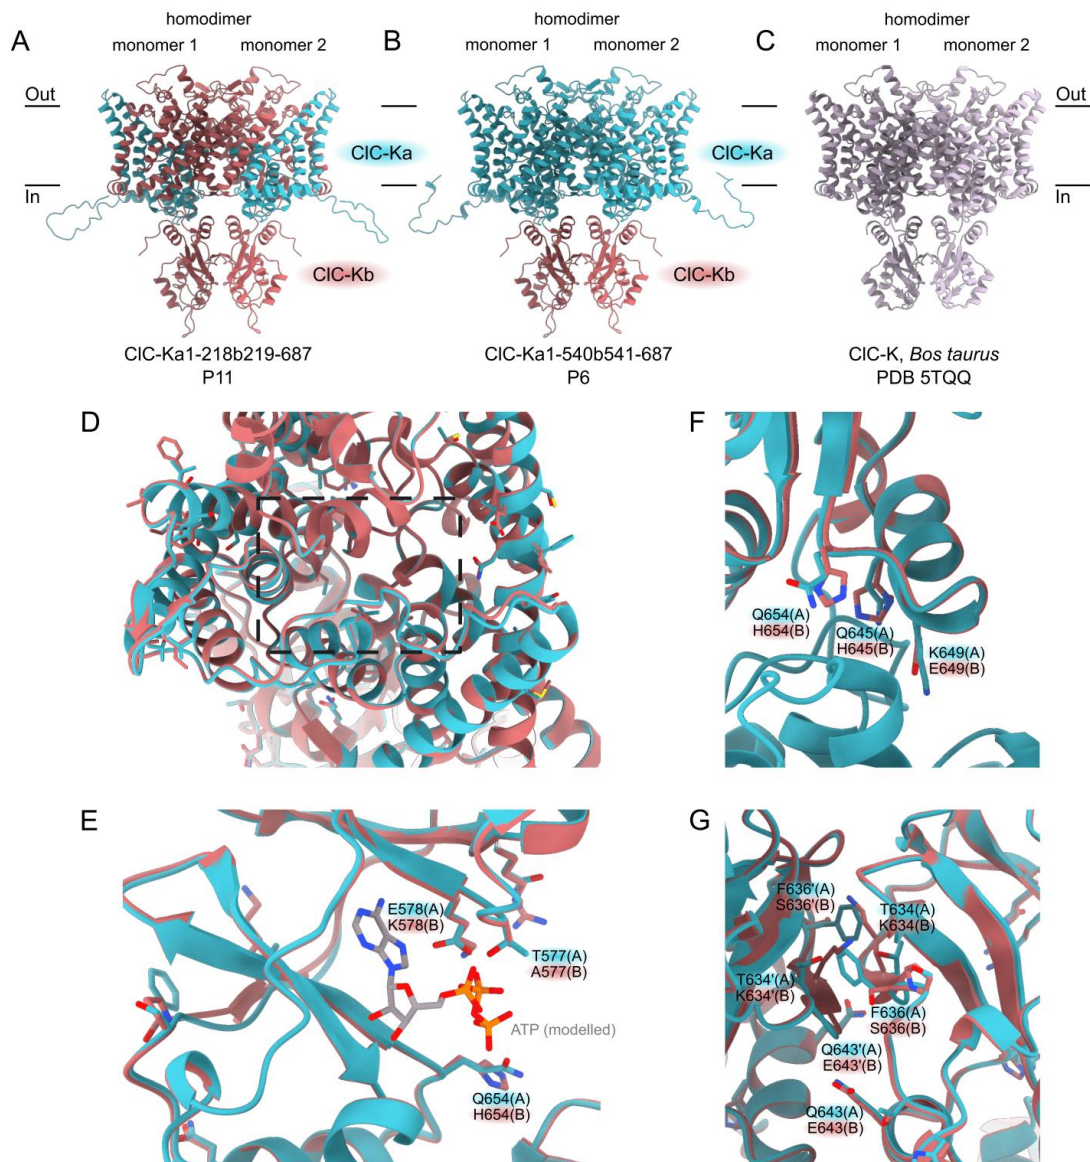 A
homodimer
monomer 1 monomer 2
Out
In
ClC-Ka
ClC-Kb
ClC-Ka1-218b219-687
P11
B
homodimer
monomer 1 monomer 2
ClC-Ka
ClC-Kb
ClC-Ka1-540b541-687
P6
C
homodimer
monomer 1 monomer 2
Out
In
ClC-K, Bos taurus
PDB 5TQQ
D
F
Q654(A)
H654(B)
Q645(A)
H645(B)
K649(A)
E649(B)
E
E578(A)
K578(B)
T577(A)
A577(B)
ATP (modelled)
Q654(A)
H654(B)
G
F636'(A)
S636'(B)
T634(A)
K634(B)
T634'(A)
K634'(B)
F636(A)
S636(B)
Q643'(A)
E643'(B)
Q643(A)
E643(B)